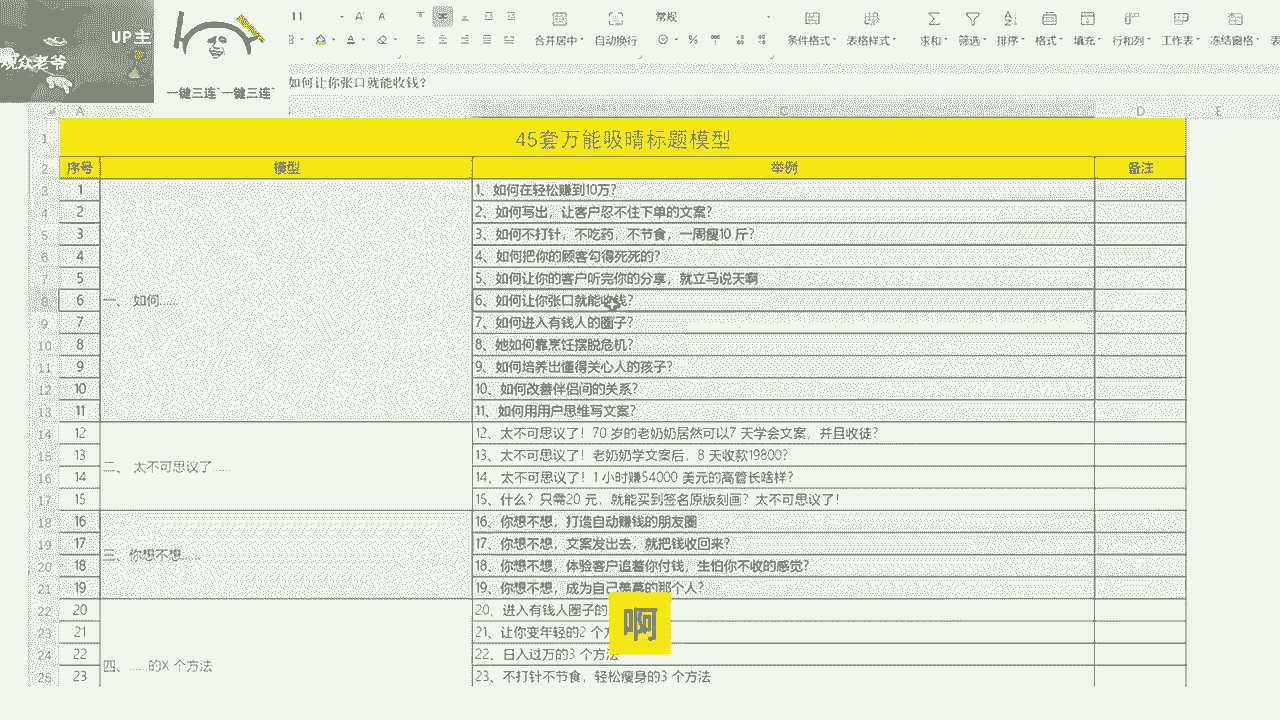 UP主
观众老爷
一键三连~一键三连~
11
常规
合并居中 自动换行 条件格式 表格样式 求和 筛选 排序 格式 填充 行和列 工作表 冻结窗格
如何让你张口就能收钱?
A C D E
1 45套万能吸睛标题模型
2 序号 模型 举例 备注
3 1 1、如何在轻松赚到10万?
4 2 2、如何写出，让客户忍不住下单的文案?
5 3 3、如何不打针，不吃药，不节食，一周瘦10 斤?
6 4 4、如何把你的顾客勾得死死的?
7 5 5、如何让你的客户听完你的分享，就立马说天啊
8 6 一、 如何...... 6、如何让你张口就能收钱?
9 7 7、如何进入有钱人的圈子?
10 8 8、她如何靠烹饪摆脱危机?
11 9 9、如何培养出懂得关心人的孩子?
12 10 10、如何改善伴侣间的关系?
13 11 11、如何用用户思维写文案?
14 12 12、太不可思议了！70 岁的老奶奶居然可以7 天学会文案，并且收徒?
15 13 二、 太不可思议了...... 13、太不可思议了！老奶奶学文案后，8 天收款19800?
16 14 14、太不可思议了！1 小时赚54000 美元的高管长啥样?
17 15 15、什么？只需20 元，就能买到签名原版刻画？太不可思议了！
18 16 16、你想不想，打造自动赚钱的朋友圈
19 17 三、你想不想...... 17、你想不想，文案发出去，就把钱收回来?
20 18 18、你想不想，体验客户追着你付钱，生怕你不收的感觉?
21 19 19、你想不想，成为自己羡慕的那个人?
22 20 20、进入有钱人圈子的
23 21 21、让你变年轻的2 个方
24 22 四、......的X 个方法 22、日入过万的3 个方法
25 23 23、不打针不节食，轻松瘦身的3 个方法
啊